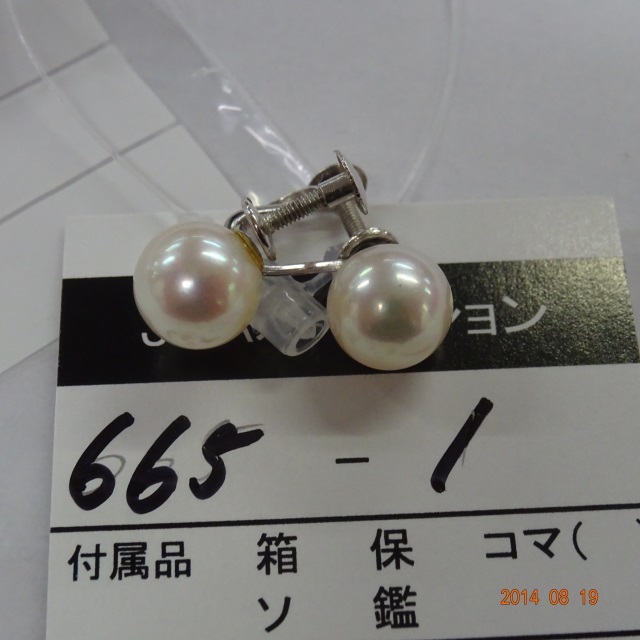 ション
665 - 1
付属品 箱 保 コマ(
ソ 鑑
2014 08 19